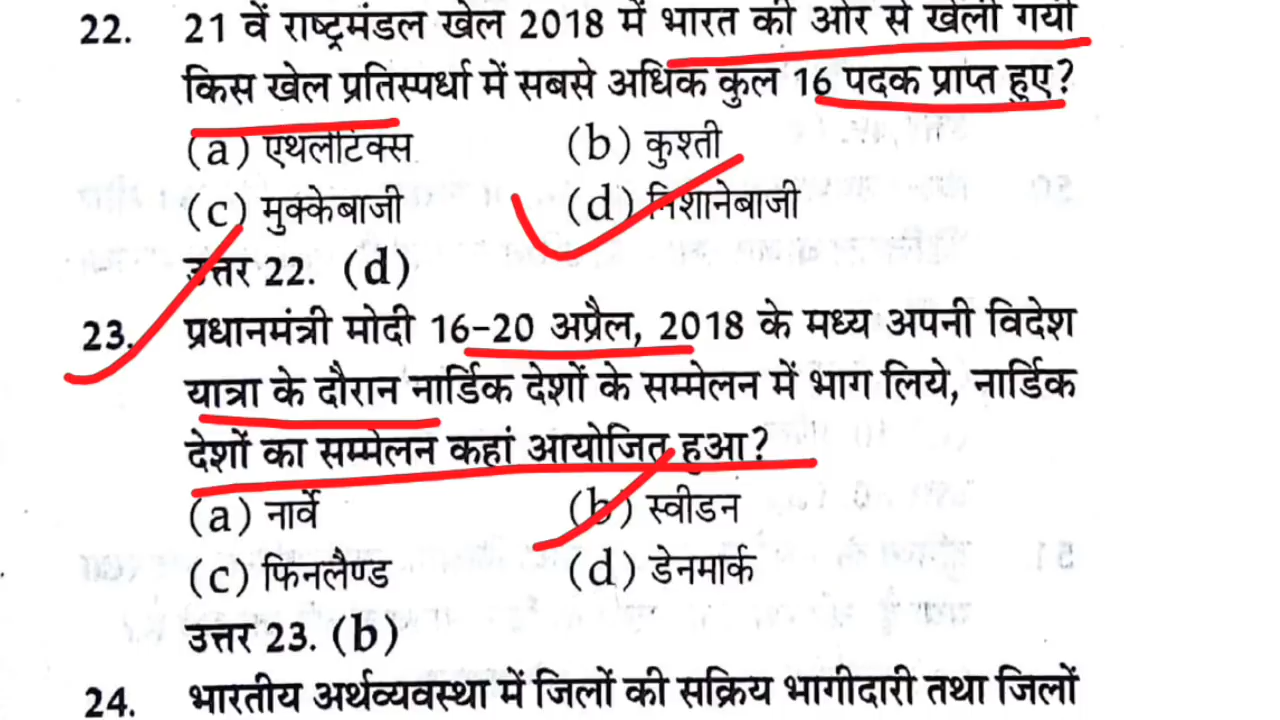 22. 21 वें राष्ट्रमंडल खेल 2018 में भारत की ओर से खेली गयी
किस खेल प्रतिस्पर्धा में सबसे अधिक कुल 16 पदक प्राप्त हुए?
(a) एथलेटिक्स (b) कुश्ती
(c) मुक्केबाजी (d) निशानेबाजी
उत्तर 22. (d)
23. प्रधानमंत्री मोदी 16-20 अप्रैल, 2018 के मध्य अपनी विदेश
यात्रा के दौरान नार्डिक देशों के सम्मेलन में भाग लिये, नार्डिक
देशों का सम्मेलन कहां आयोजित हुआ?
(a) नार्वे (b) स्वीडन
(c) फिनलैण्ड (d) डेनमार्क
उत्तर 23. (b)
24. भारतीय अर्थव्यवस्था में जिलों की सक्रिय भागीदारी तथा जिलों